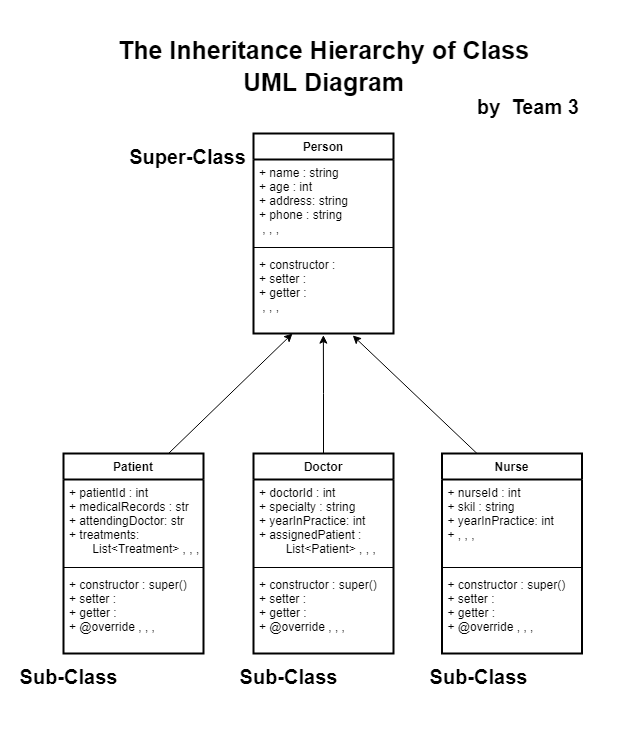 The Inheritance Hierarchy of Class
UML Diagram
by Team 3
Super-Class
Person
+ name : string
+ age : int
+ address: string
+ phone : string
, , ,
+ constructor :
+ setter :
+ getter :
, , ,
Patient
+ patientId : int
+ medicalRecords : str
+ attendingDoctor: str
+ treatments:
List<Treatment> , , ,
+ constructor : super()
+ setter :
+ getter :
+ @override , , ,
Sub-Class
Doctor
+ doctorId : int
+ specialty : string
+ yearInPractice: int
+ assignedPatient :
List<Patient> , , ,
+ constructor : super()
+ setter :
+ getter :
+ @override , , ,
Sub-Class
Nurse
+ nurseId : int
+ skil : string
+ yearInPractice: int
+ , , ,
+ constructor : super()
+ setter :
+ getter :
+ @override , , ,
Sub-Class